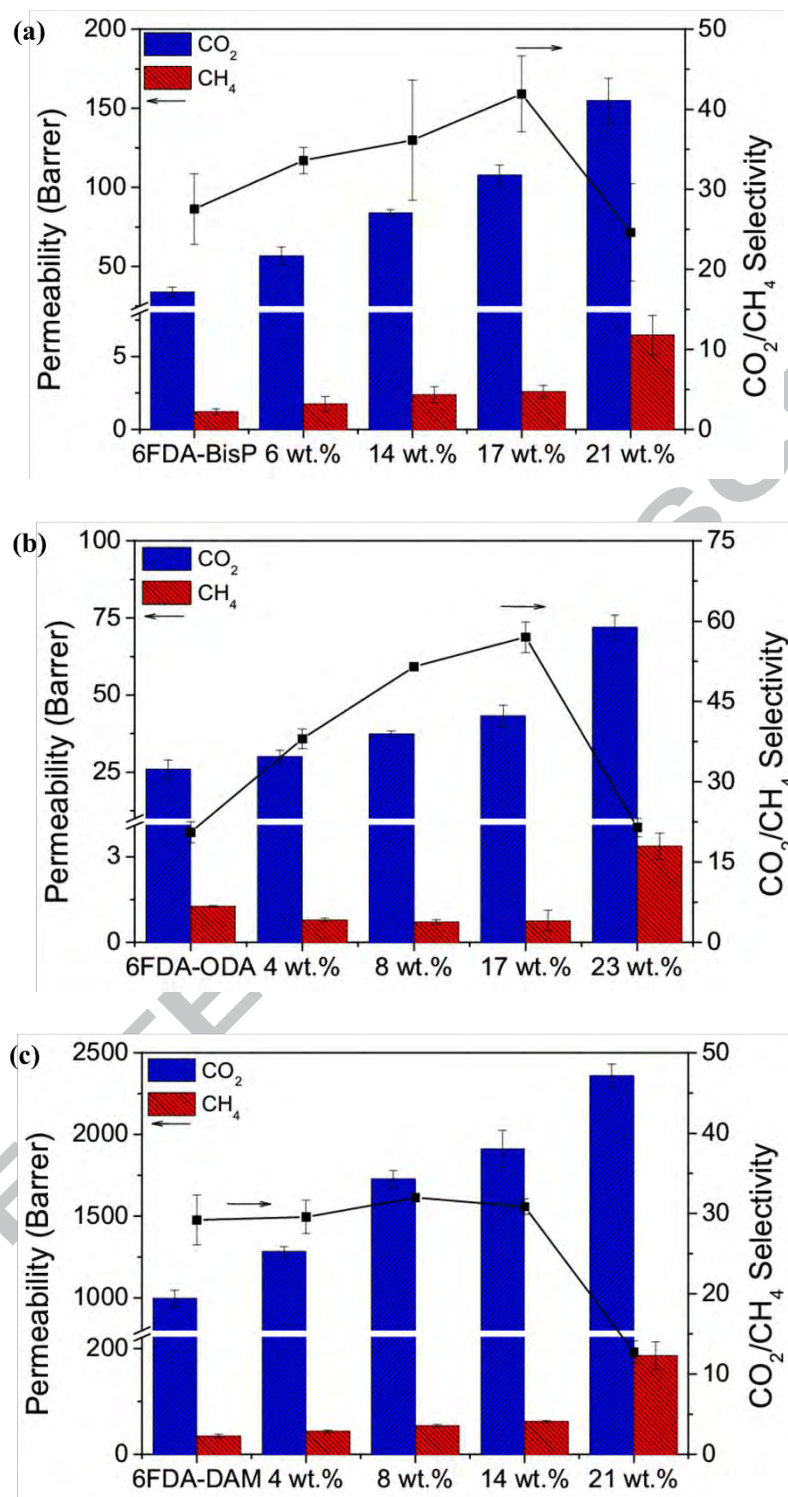 (a)
200
150
100
50
5
0
Permeability (Barrer)
CO2
CH4
50
40
30
20
10
0
CO2/CH4 Selectivity
6FDA-BisP 6 wt.% 14 wt.% 17 wt.% 21 wt.%
(b)
100
75
50
25
3
0
Permeability (Barrer)
CO2
CH4
75
60
45
30
15
0
CO2/CH4 Selectivity
6FDA-ODA 4 wt.% 8 wt.% 17 wt.% 23 wt.%
(c)
2500
2000
1500
1000
200
0
Permeability (Barrer)
CO2
CH4
50
40
30
20
10
0
CO2/CH4 Selectivity
6FDA-DAM 4 wt.% 8 wt.% 14 wt.% 21 wt.%